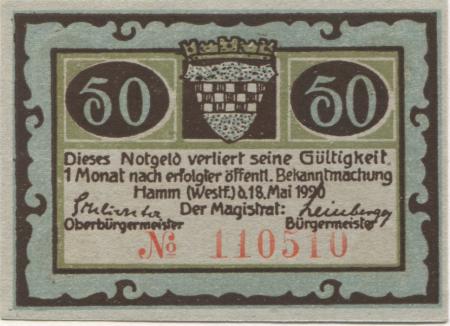 50 50
Dieses Notgeld verliert seine Gültigkeit
1 Monat nach erfolgter öffentl. Bekanntmachung
Hamm (Westf.) d. 18. Mai 1920
Der Magistrat:
Oberbürgermeister Bürgermeister
No 110510